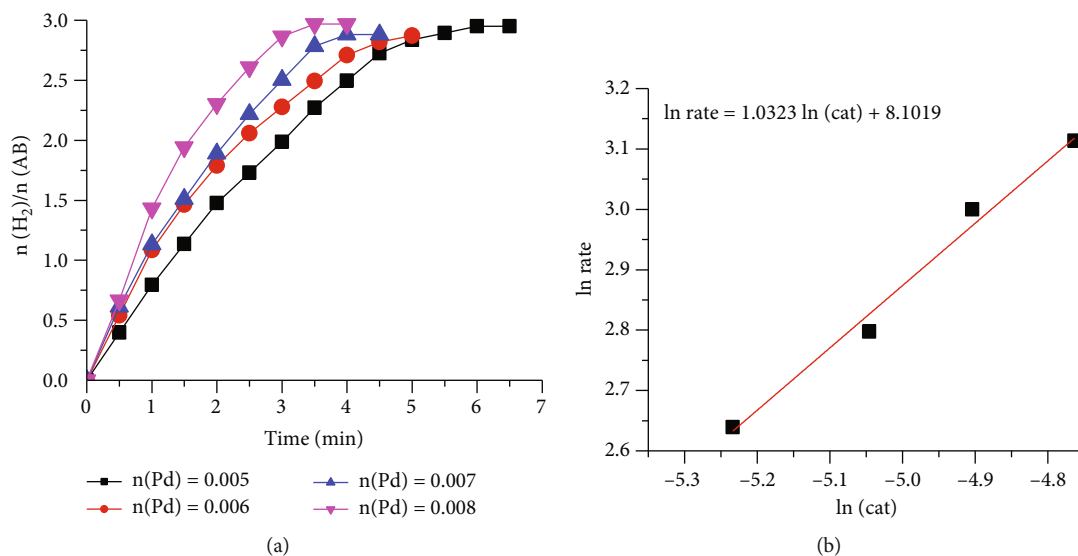 3.0
2.5
2.0
1.5
1.0
0.5
0.0
n (H₂)/n (AB)
0 1 2 3 4 5 6 7
Time (min)
n(Pd) = 0.005
n(Pd) = 0.006
n(Pd) = 0.007
n(Pd) = 0.008
(a)
3.2
3.1
3.0
2.9
2.8
2.7
2.6
ln rate
ln rate = 1.0323 ln (cat) + 8.1019
−5.3 −5.2 −5.1 −5.0 −4.9 −4.8
ln (cat)
(b)